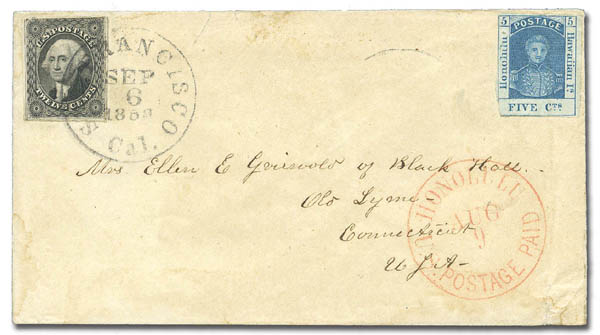 U.S. POSTAGE
TWELVE CENTS
SAN FRANCISCO
SEP
6
Cal.
5 POSTAGE 5
Honolulu
Hawaiian Is.
FIVE Cts.
Mrs Ellen E Griswold of Black Hall.
Old Lyme-
Connecticut
U.S.A-
HONOLULU
AUG
9
U.S. POSTAGE PAID